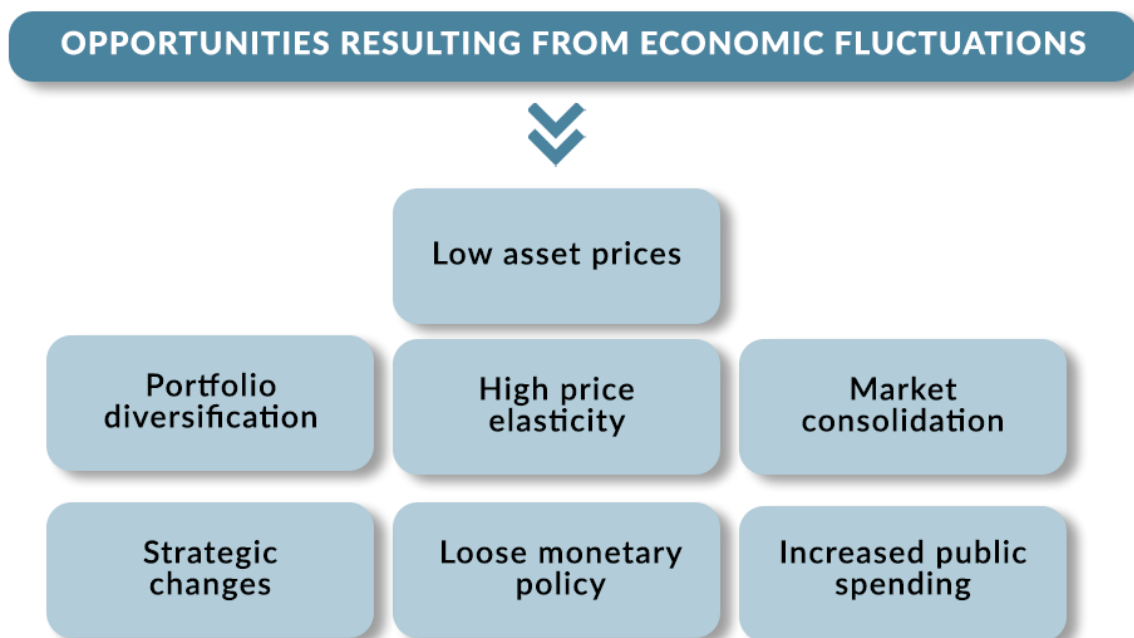 OPPORTUNITIES RESULTING FROM ECONOMIC FLUCTUATIONS
Low asset prices
Portfolio
diversification
High price
elasticity
Market
consolidation
Strategic
changes
Loose monetary
policy
Increased public
spending